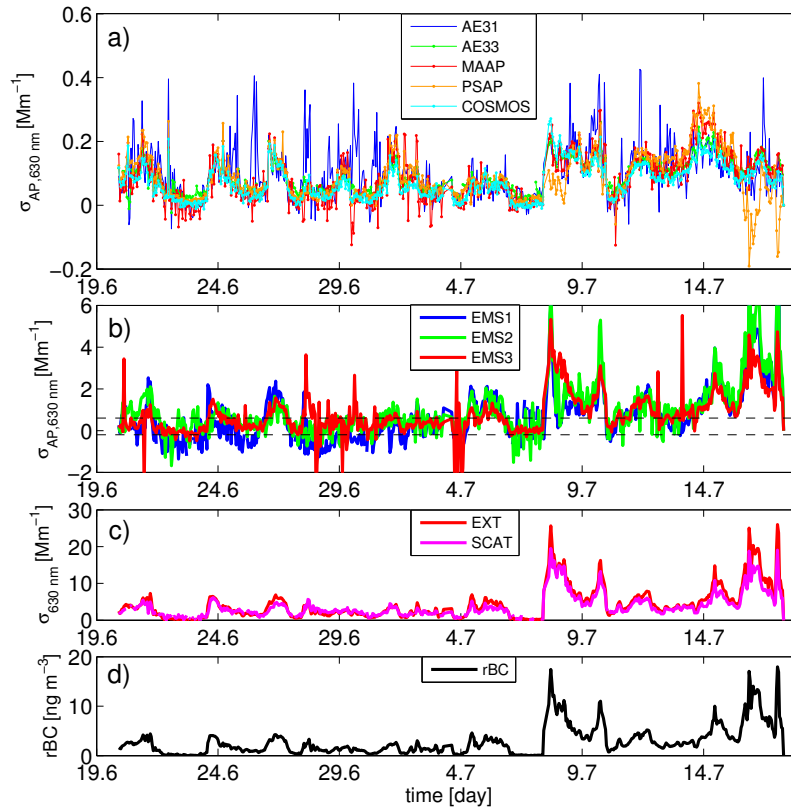 a)
AE31
AE33
MAAP
PSAP
COSMOS
σAP,630 nm [Mm−1]
0.6
0.4
0.2
0
−0.2
19.6 24.6 29.6 4.7 9.7 14.7
b)
EMS1
EMS2
EMS3
σAP,630 nm [Mm−1]
6
4
2
0
−2
19.6 24.6 29.6 4.7 9.7 14.7
c)
EXT
SCAT
σ630 nm [Mm−1]
30
20
10
0
19.6 24.6 29.6 4.7 9.7 14.7
d)
rBC
rBC [ng m−3]
20
10
0
19.6 24.6 29.6 4.7 9.7 14.7
time [day]